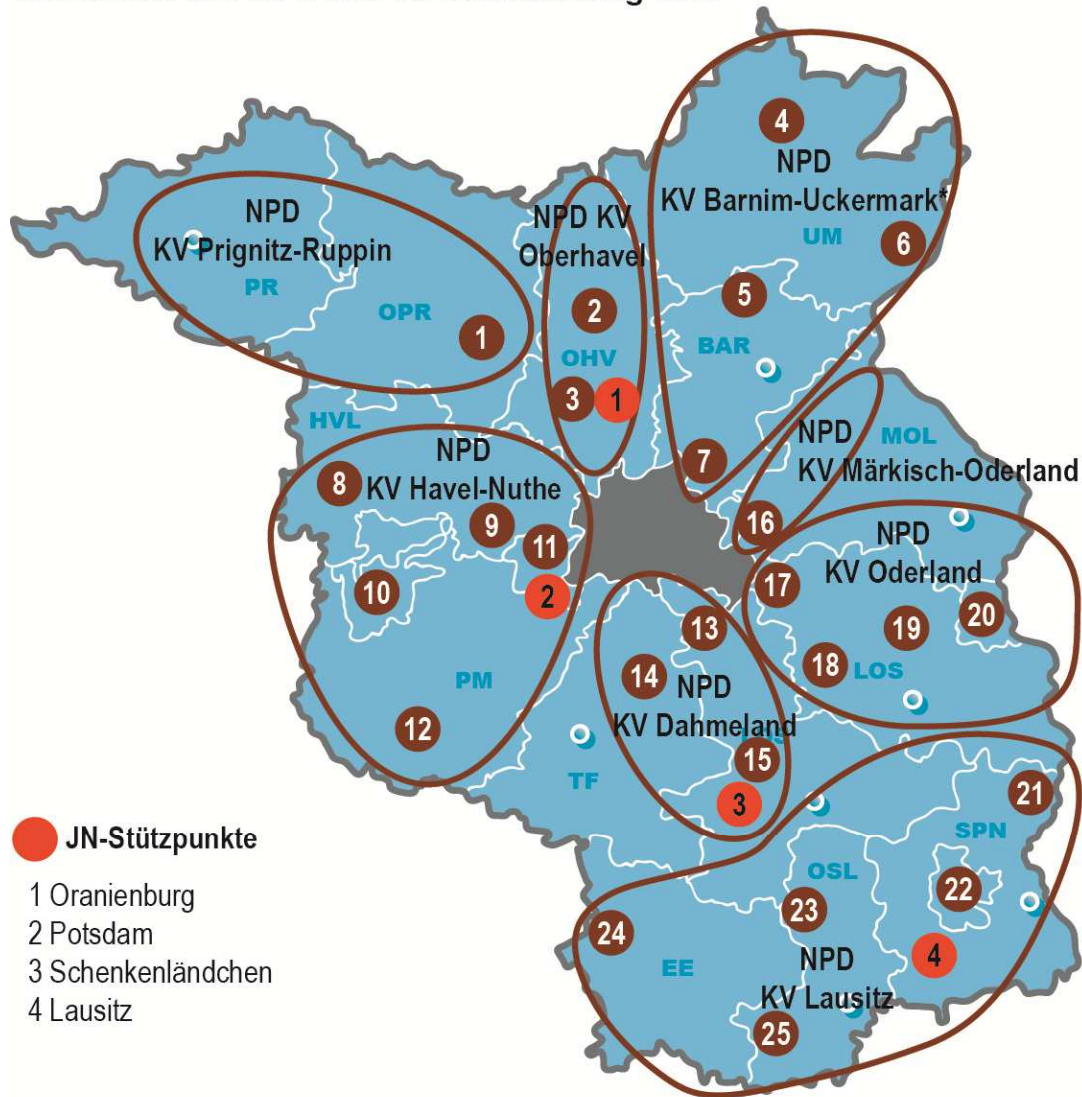 4
NPD
KV Barnim-Uckermark*
UM
6
NPD
KV Prignitz-Ruppin
PR
OPR
1
NPD KV
Oberhavel
2
OHV
3
1
5
BAR
7
HVL
NPD
KV Havel-Nuthe
8
9
11
10
2
PM
12
NPD
MOL
KV Märkisch-Oderland
16
NPD
KV Oderland
17
20
19
18
LOS
13
14
NPD
KV Dahmeland
15
3
TF
21
SPN
OSL
22
23
24
4
EE
NPD
KV Lausitz
25
JN-Stützpunkte
1 Oranienburg
2 Potsdam
3 Schenkenländchen
4 Lausitz